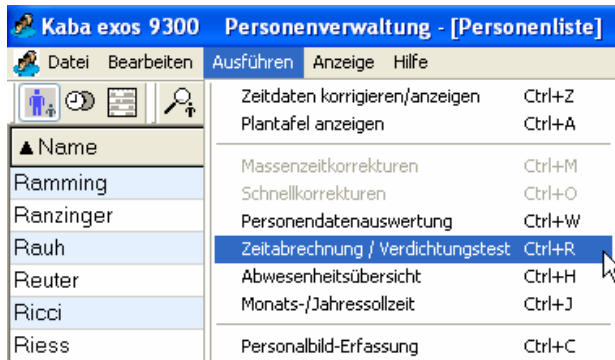 Kaba exos 9300 Personenverwaltung - [Personenliste]
Datei Bearbeiten Ausführen Anzeige Hilfe
Zeitdaten korrigieren/anzeigen Ctrl+Z
Plantafel anzeigen Ctrl+A
Massenzeitkorrekturen Ctrl+M
Schnellkorrekturen Ctrl+O
Personendatenauswertung Ctrl+W
Zeitabrechnung / Verdichtungstest Ctrl+R
Abwesenheitsübersicht Ctrl+H
Monats-/Jahressollzeit Ctrl+J
Personalbild-Erfassung Ctrl+C
Name
Ramming
Ranzinger
Rauh
Reuter
Ricci
Riess